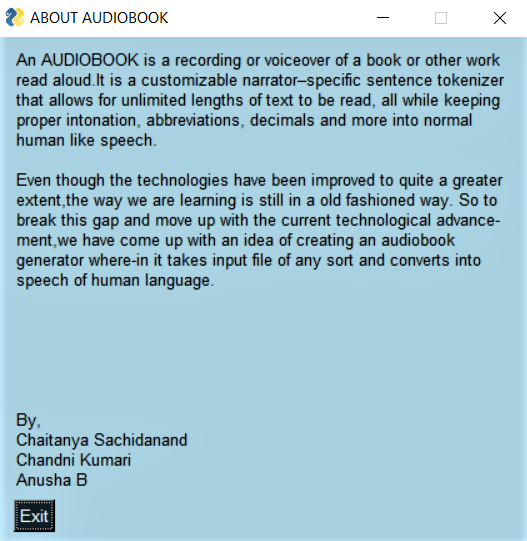 ABOUT AUDIOBOOK
An AUDIOBOOK is a recording or voiceover of a book or other work
read aloud.It is a customizable narrator–specific sentence tokenizer
that allows for unlimited lengths of text to be read, all while keeping
proper intonation, abbreviations, decimals and more into normal
human like speech.
Even though the technologies have been improved to quite a greater
extent,the way we are learning is still in a old fashioned way. So to
break this gap and move up with the current technological advance-
ment,we have come up with an idea of creating an audiobook
generator where-in it takes input file of any sort and converts into
speech of human language.
By,
Chaitanya Sachidanand
Chandni Kumari
Anusha B
Exit